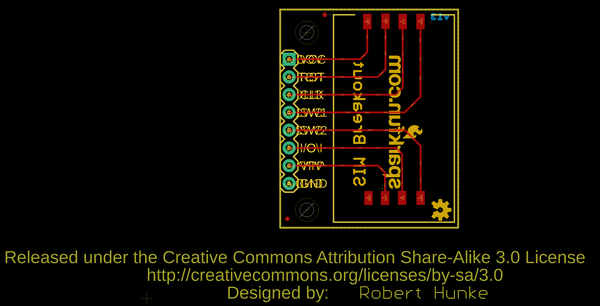 VCC
RST
CLK
SW1
SW2
I/O
VPP
GND
SIM Breakout
sparkfun.com
Released under the Creative Commons Attribution Share-Alike 3.0 License
http://creativecommons.org/licenses/by-sa/3.0
Designed by: Robert Hunke